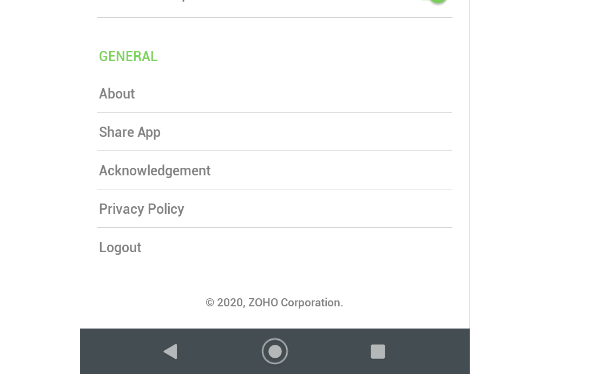 GENERAL
About
Share App
Acknowledgement
Privacy Policy
Logout
© 2020, ZOHO Corporation.